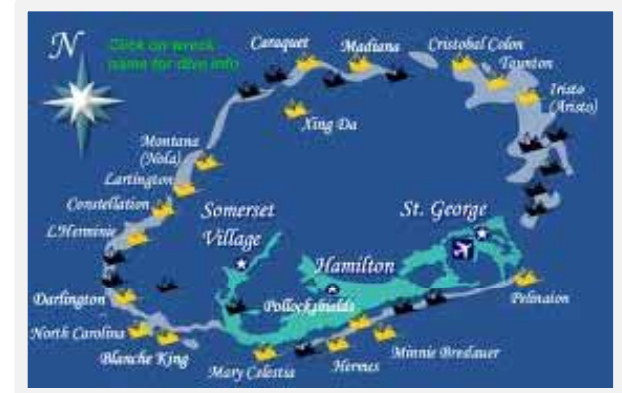 N
Click on wreck
name for dive info
Caraquet
Madiana
Cristobal Colon
Taunton
Iristo
(Aristo)
Xing Da
Montana
(Nola)
Lartington
Constellation
L'Herminie
Somerset
Village
St. George
Hamilton
Darlington
Pollockshields
Pelinaion
North Carolina
Blanche King
Mary Celestia
Hermes
Minnie Breslauer